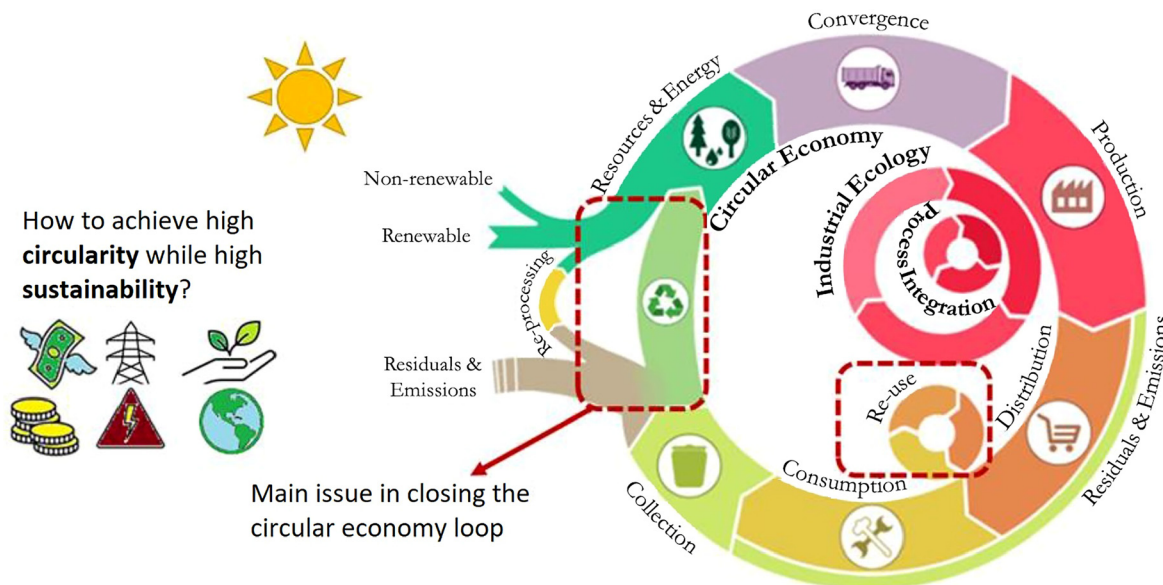 How to achieve high
circularity while high
sustainability?
Non-renewable
Renewable
Re-processing
Residuals &
Emissions
Main issue in closing the
circular economy loop
Resources & Energy
Convergence
Production
Distribution
Residuals & Emissions
Consumption
Collection
Circular Economy
Industrial Ecology
Process Integration
Re-use